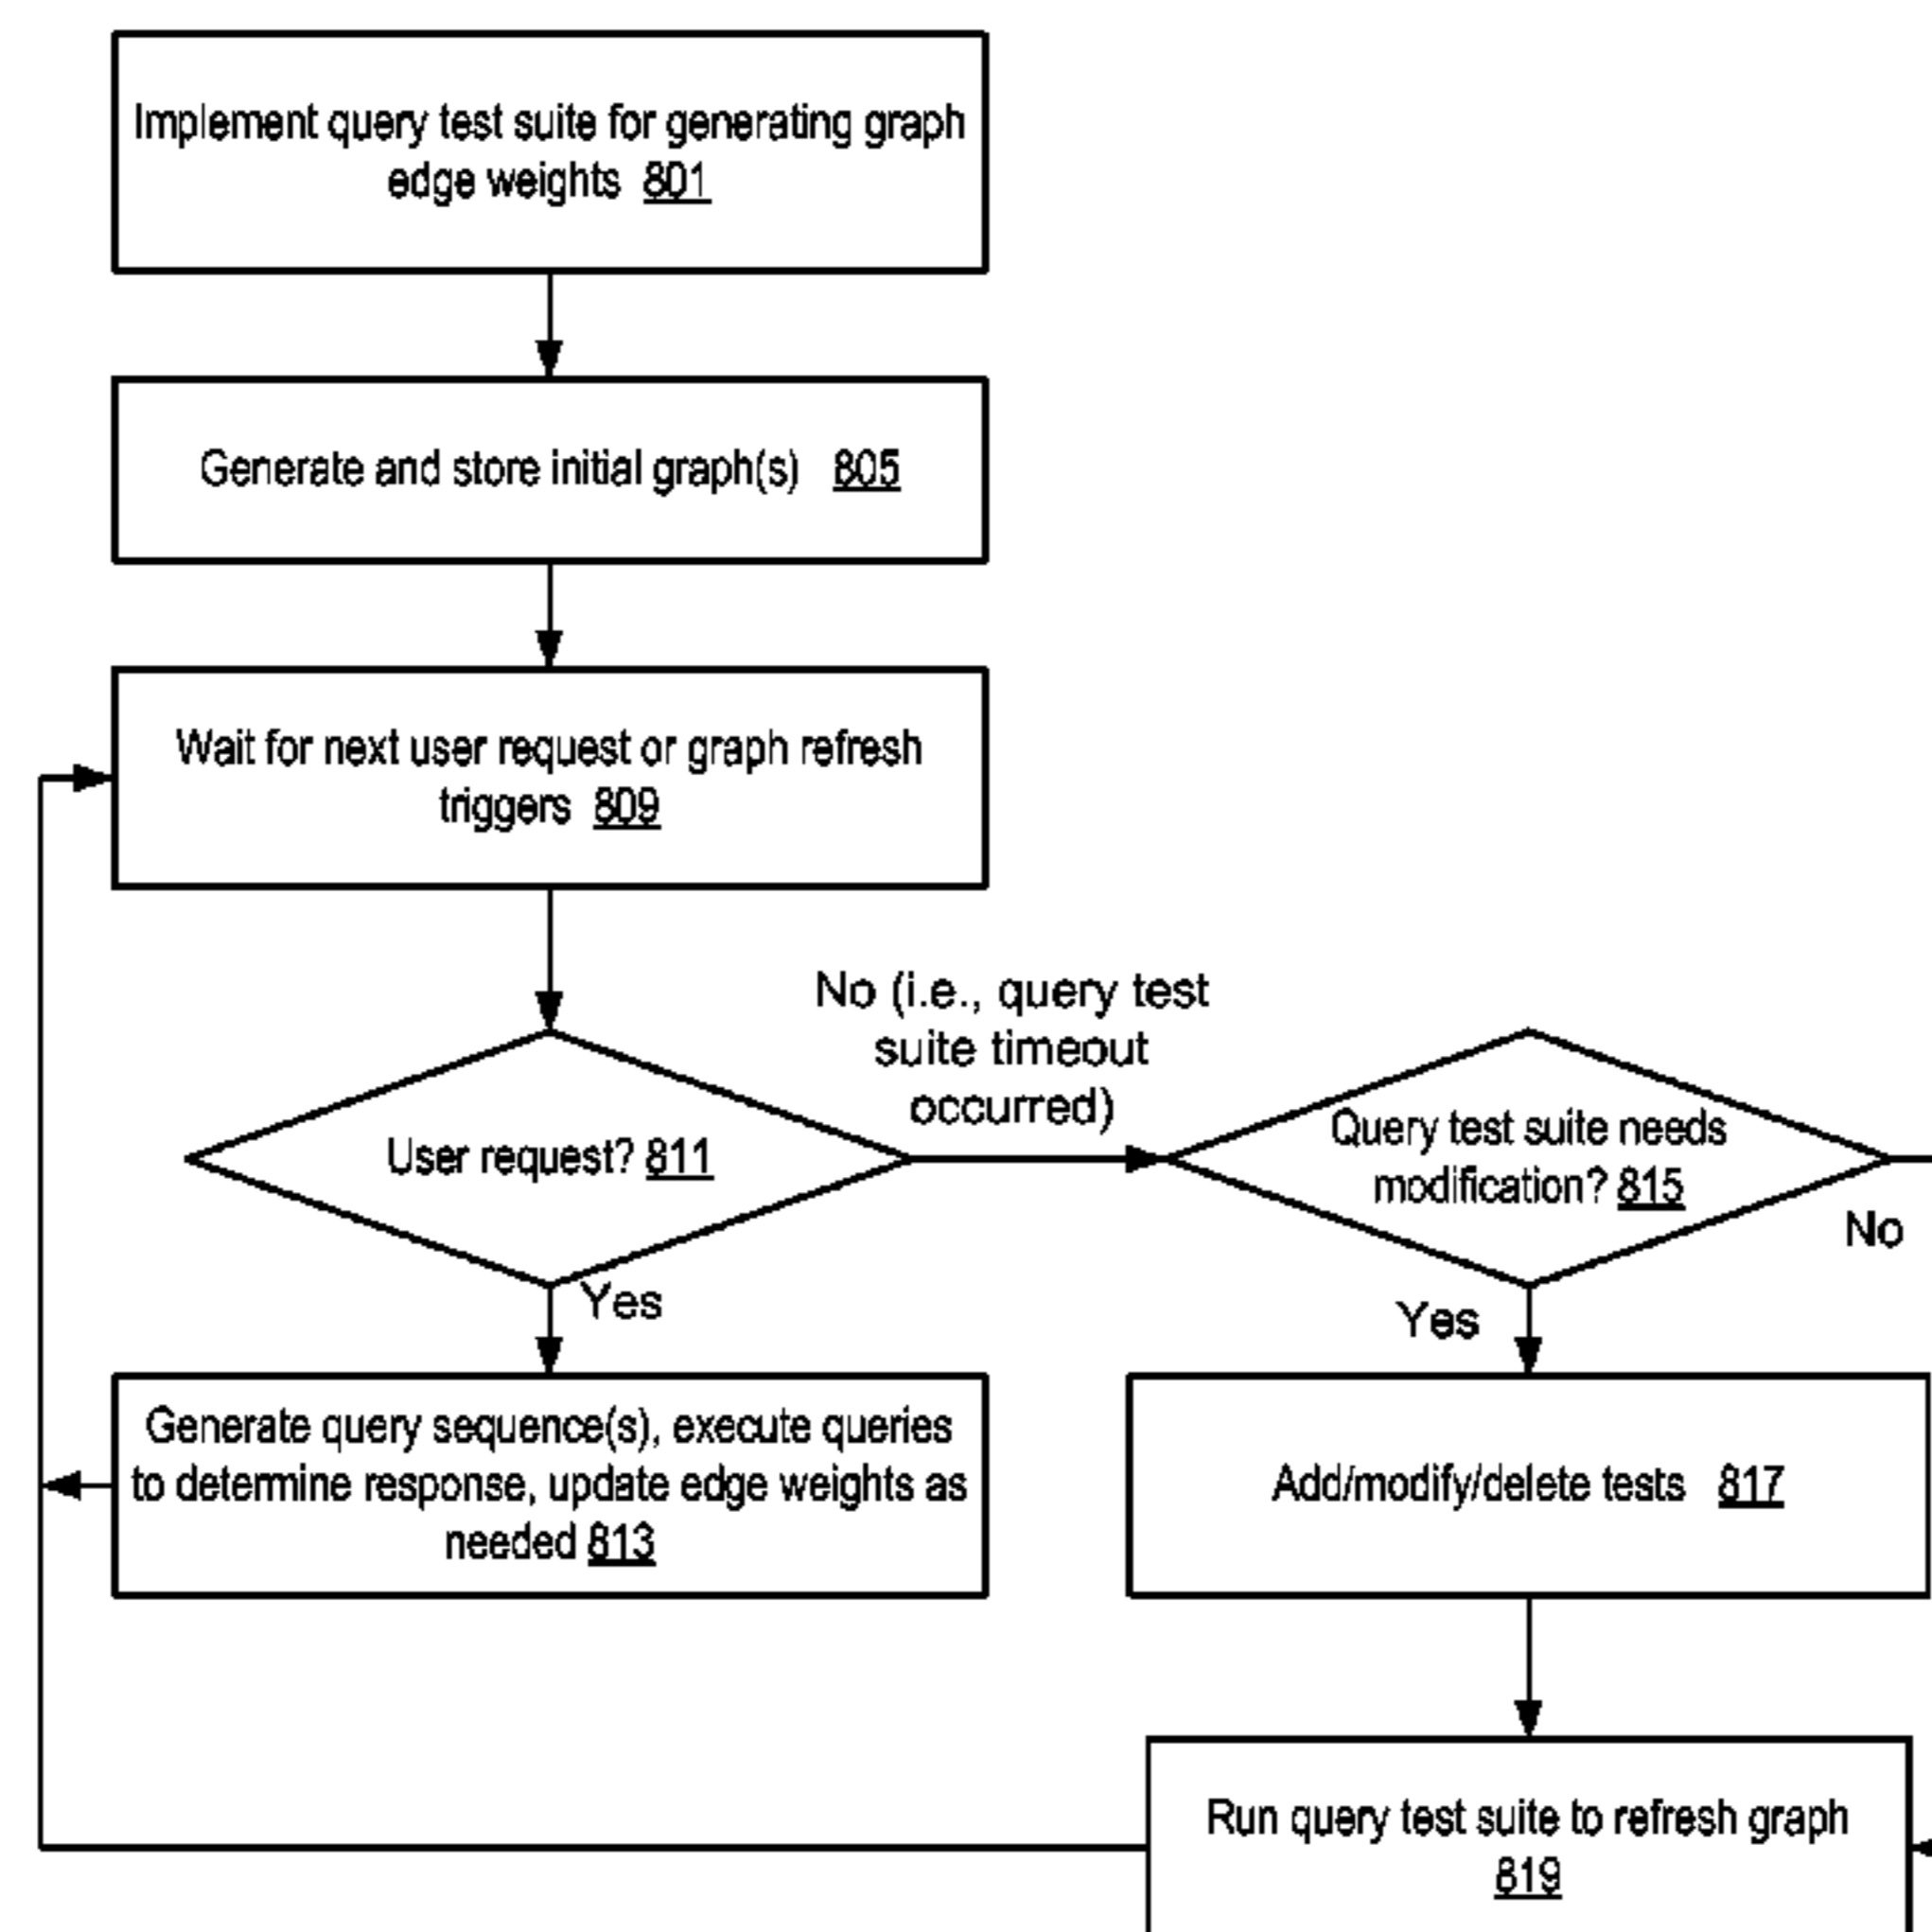 Implement query test suite for generating graph
edge weights 801
Generate and store initial graph(s) 805
Wait for next user request or graph refresh
triggers 809
No (i.e., query test
suite timeout
occurred)
User request? 811
Query test suite needs
modification? 815
No
Yes
Yes
Generate query sequence(s), execute queries
to determine response, update edge weights as
needed 813
Add/modify/delete tests 817
Run query test suite to refresh graph
819